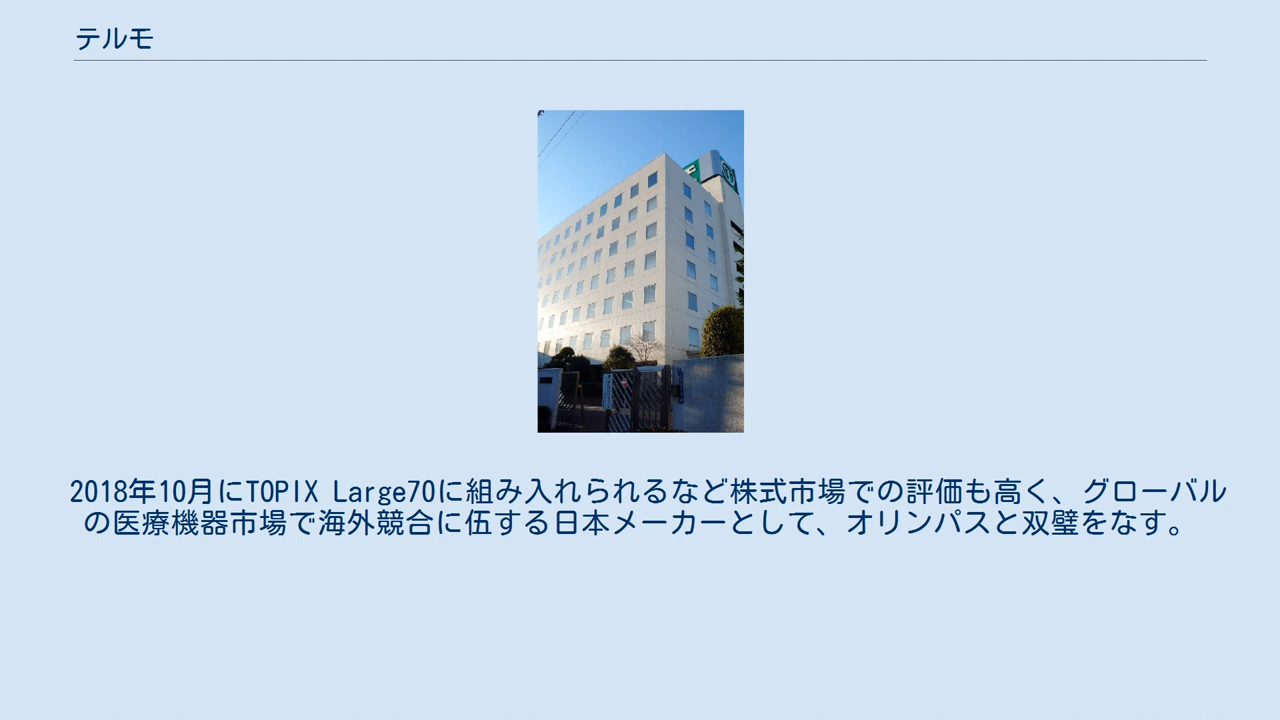 テルモ
2018年10月にTOPIX Large70に組み入れられるなど株式市場での評価も高く、グローバル
の医療機器市場で海外競合に伍する日本メーカーとして、オリンパスと双璧をなす。